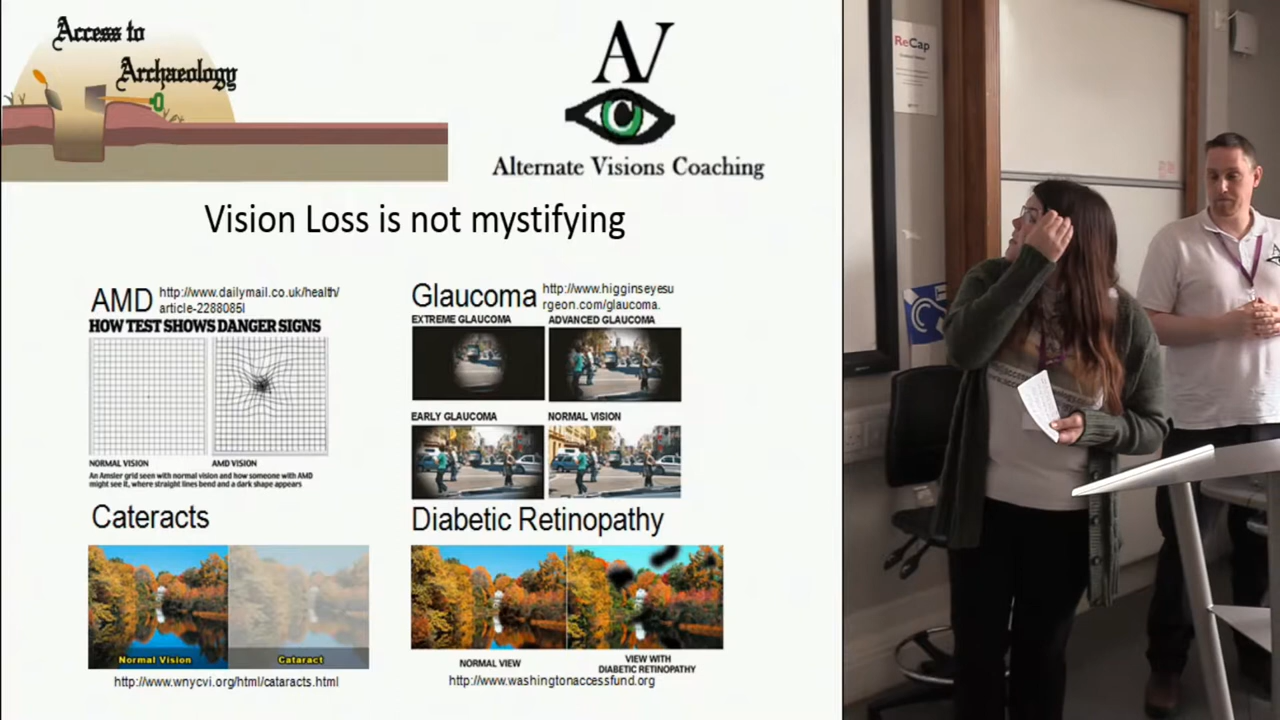 Access to
Archaeology
AV
Alternate Visions Coaching
Vision Loss is not mystifying
AMD
http://www.dailymail.co.uk/health/
article-2288085l
HOW TEST SHOWS DANGER SIGNS
NORMAL VISION
AMD VISION
An Amsler grid seen with normal vision and how someone with AMD
might see it, where straight lines bend and a dark shape appears
Glaucoma
http://www.higginseyesu
rgeon.com/glaucoma.
EXTREME GLAUCOMA
ADVANCED GLAUCOMA
EARLY GLAUCOMA
NORMAL VISION
Cateracts
Normal Vision
Cataract
http://www.wnycvi.org/html/cataracts.html
Diabetic Retinopathy
NORMAL VIEW
VIEW WITH
DIABETIC RETINOPATHY
http://www.washingtonaccessfund.org
ReCap